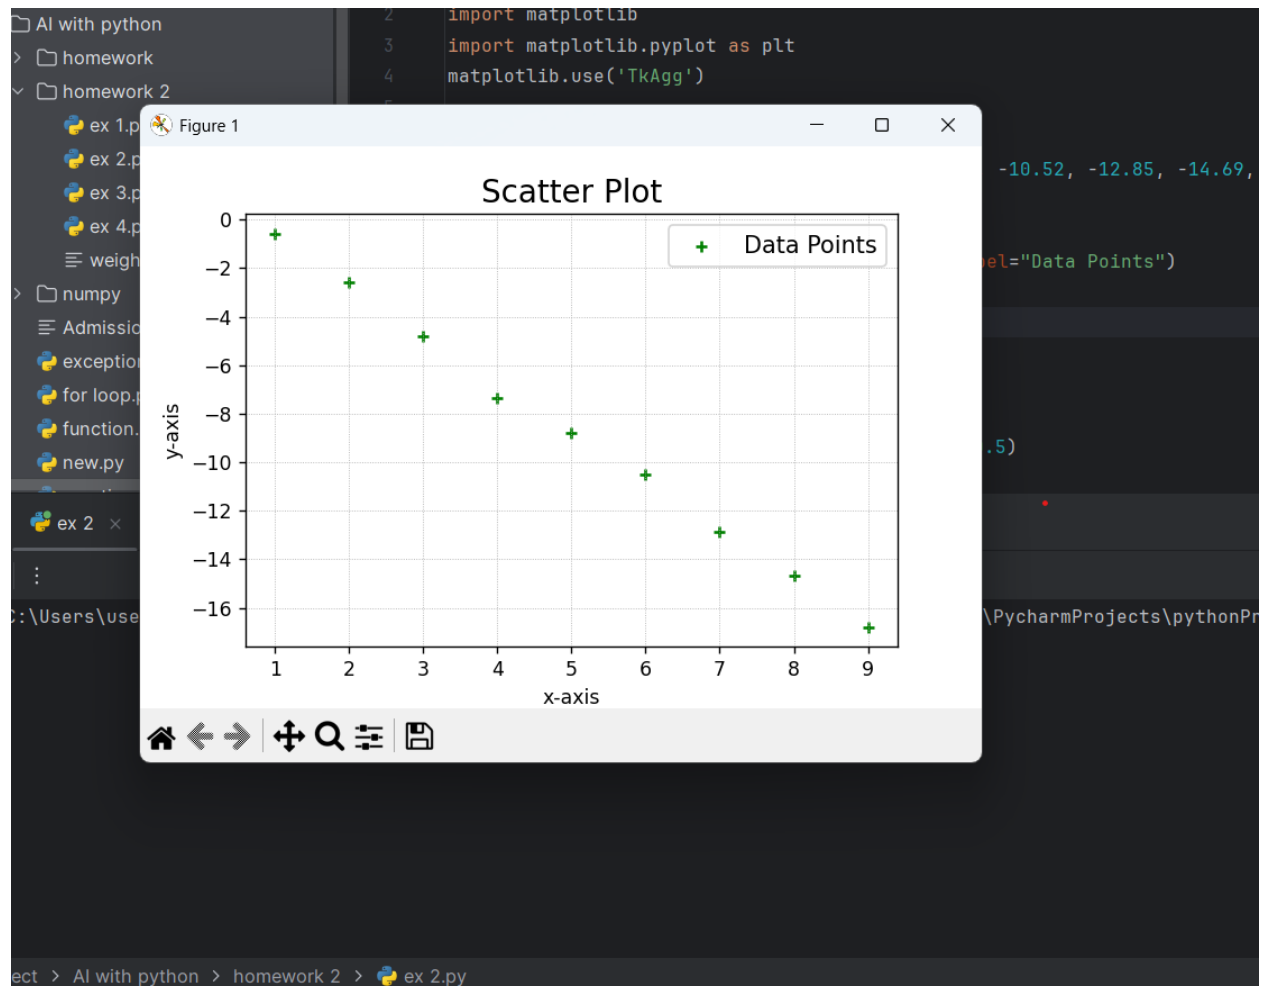 AI with python
homework
homework 2
ex 1.p
ex 2.p
ex 3.p
ex 4.p
weigh
numpy
Admissio
exception
for loop.p
function.
new.py
2 import matplotlib
3 import matplotlib.pyplot as plt
4 matplotlib.use('TkAgg')
-10.52, -12.85, -14.69,
el="Data Points")
.5)
Figure 1
Scatter Plot
Data Points
0
−2
−4
−6
−8
−10
−12
−14
−16
y-axis
1 2 3 4 5 6 7 8 9
x-axis
ex 2
C:\Users\use
\PycharmProjects\pythonPr
ect > AI with python > homework 2 > ex 2.py